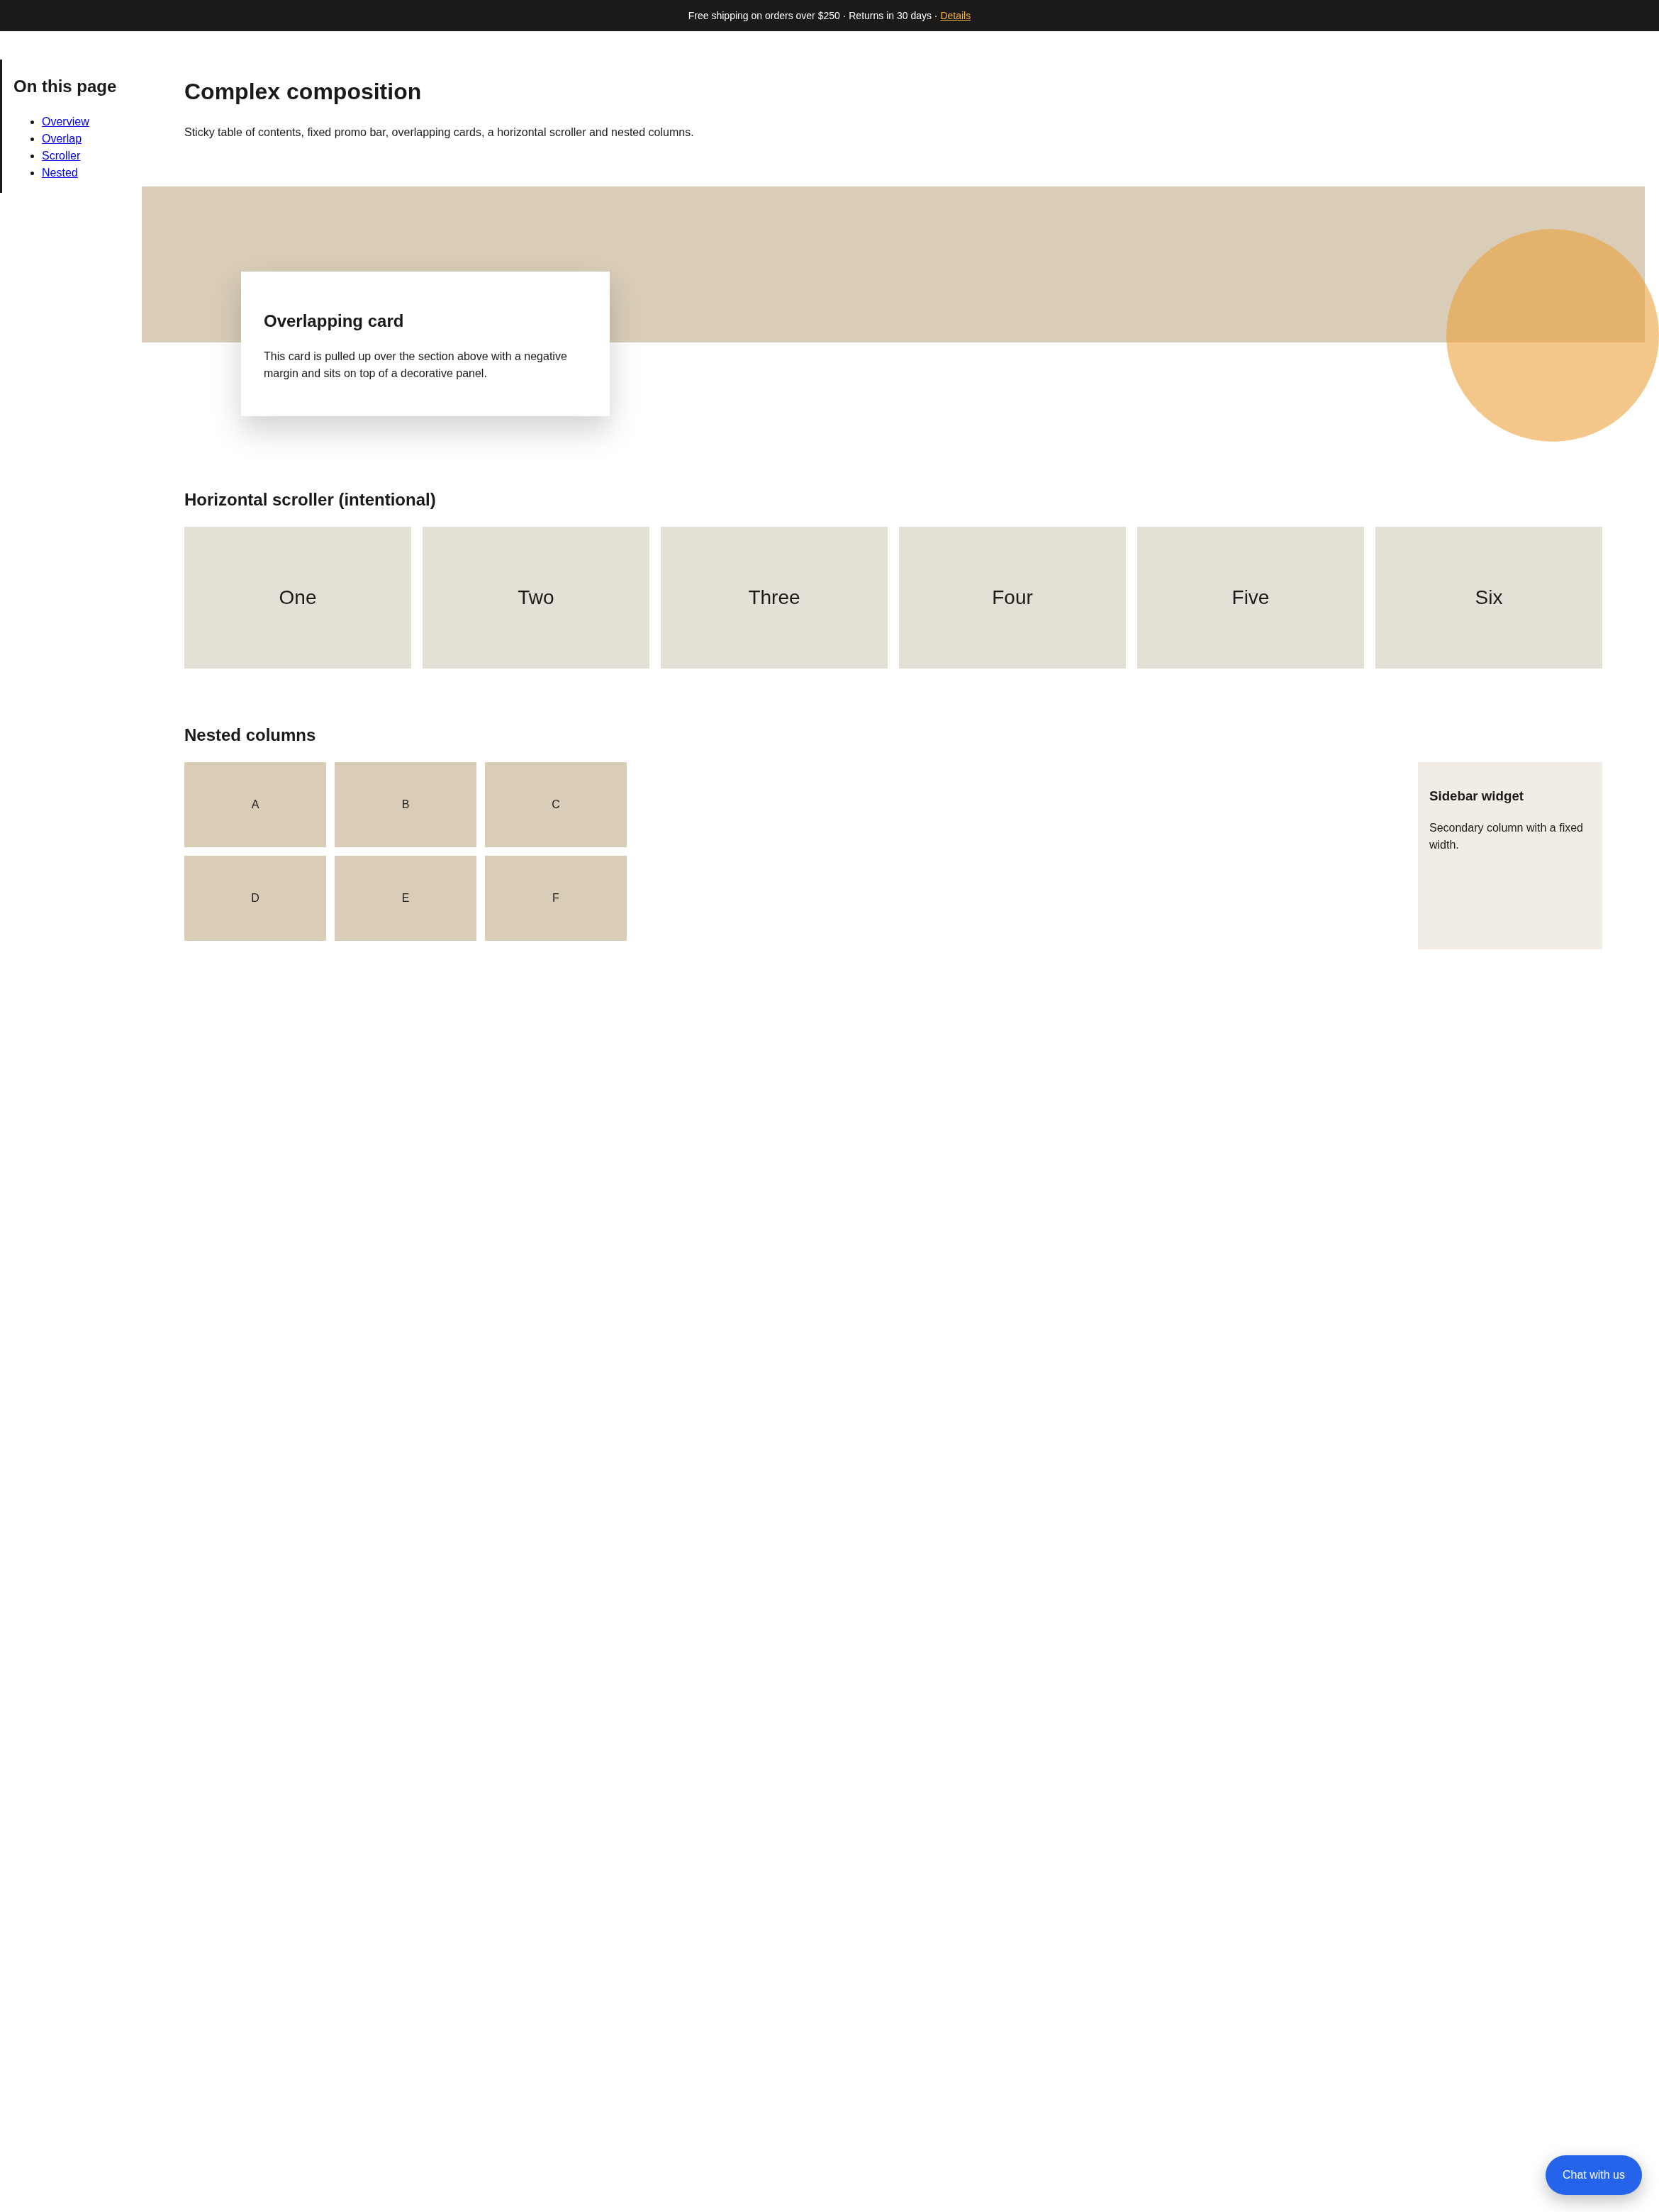 Free shipping on orders over $250 · Returns in 30 days · Details
On this page
Overview
Overlap
Scroller
Nested
Complex composition
Sticky table of contents, fixed promo bar, overlapping cards, a horizontal scroller and nested columns.
Overlapping card
This card is pulled up over the section above with a negative
margin and sits on top of a decorative panel.
Horizontal scroller (intentional)
One
Two
Three
Four
Five
Six
Nested columns
A
B
C
D
E
F
Sidebar widget
Secondary column with a fixed
width.
Chat with us